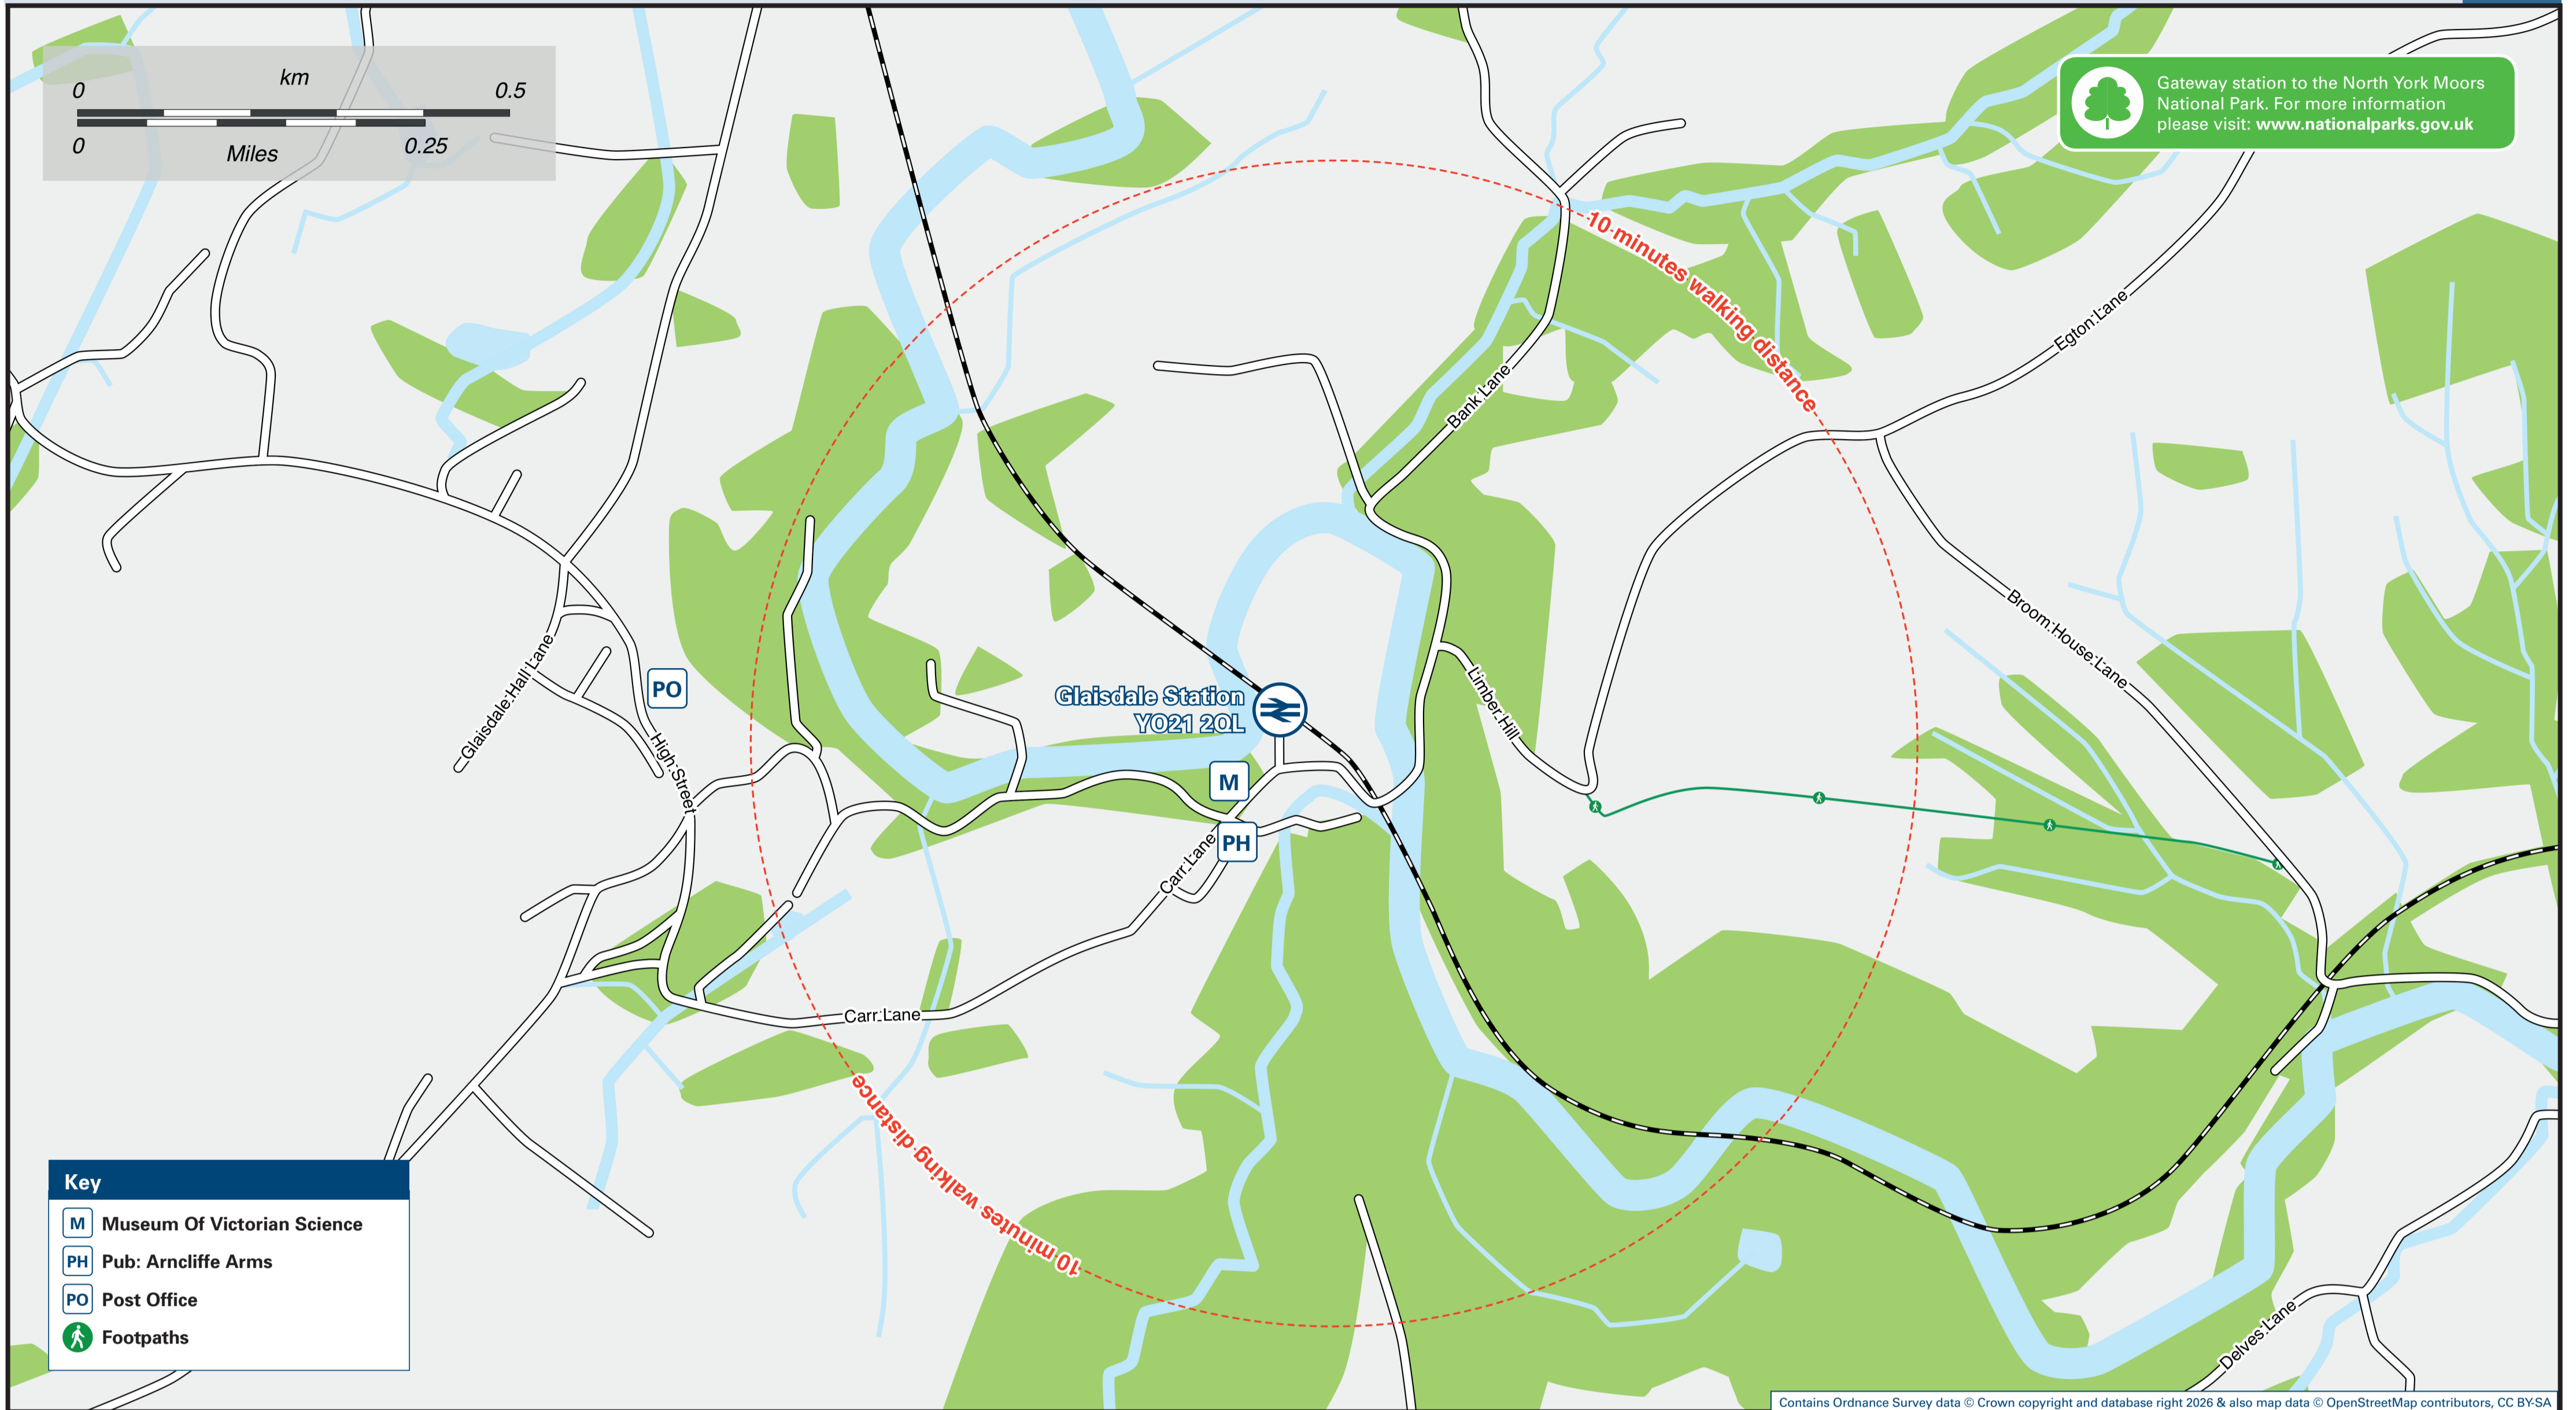 km
0
0.5
0
Miles
0.25
Gateway station to the North York Moors
National Park. For more information
please visit: www.nationalparks.gov.uk
10 minutes walking distance
Egton Lane
Bank Lane
Broom House Lane
Limber Hill
Glaisdale Hall Lane
PO
High Street
Glaisdale Station
YO21 2QL
M
PH
Carr Lane
Carr Lane
10 minutes walking distance
Delves Lane
Key
M Museum Of Victorian Science
PH Pub: Arncliffe Arms
PO Post Office
Footpaths
Contains Ordnance Survey data © Crown copyright and database right 2026 & also map data © OpenStreetMap contributors, CC BY-SA